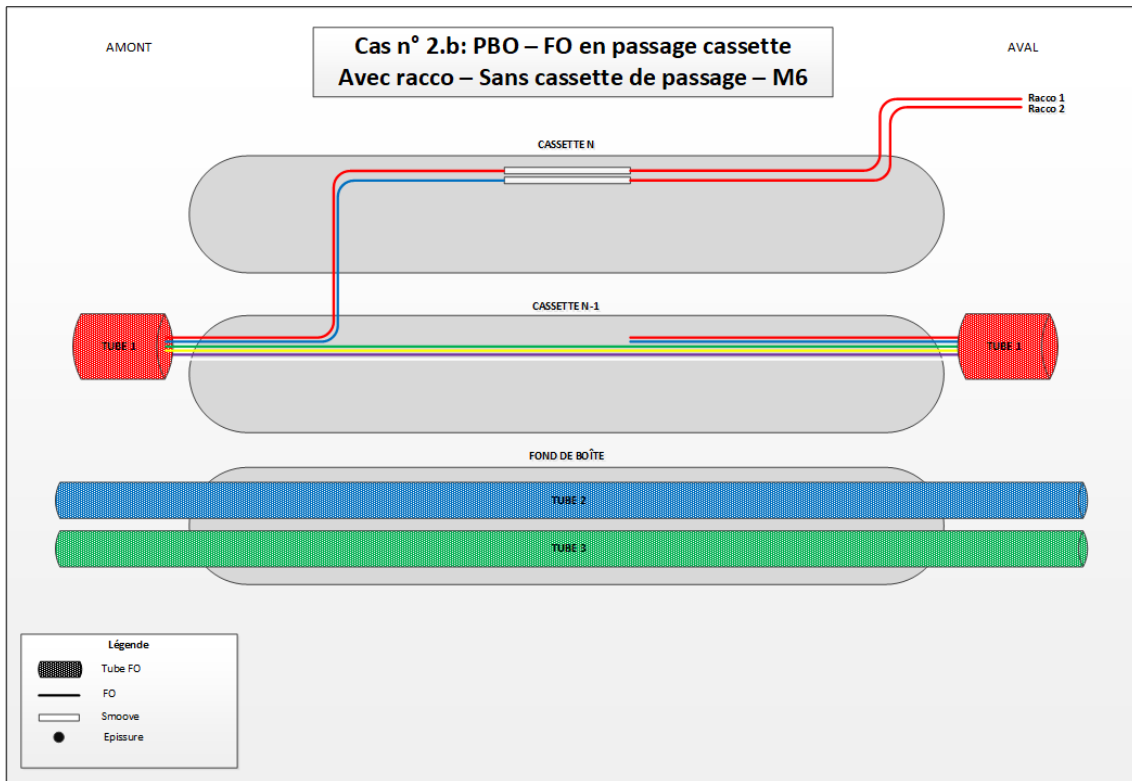 AMONT
Cas n° 2.b: PBO – FO en passage cassette
Avec racco – Sans cassette de passage – M6
AVAL
Racco 1
Racco 2
CASSETTE N
CASSETTE N-1
TUBE 1
TUBE 1
FOND DE BOÎTE
TUBE 2
TUBE 3
Légende
Tube FO
FO
Smoove
Epissure